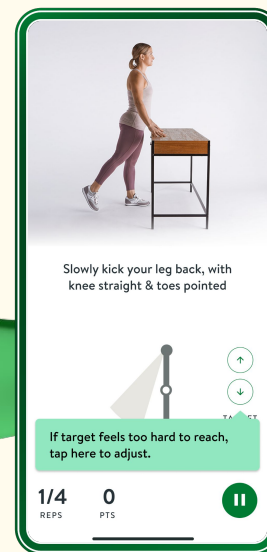 Slowly kick your leg back, with
knee straight & toes pointed
TARGET
If target feels too hard to reach,
tap here to adjust.
1/4
REPS
0
PTS